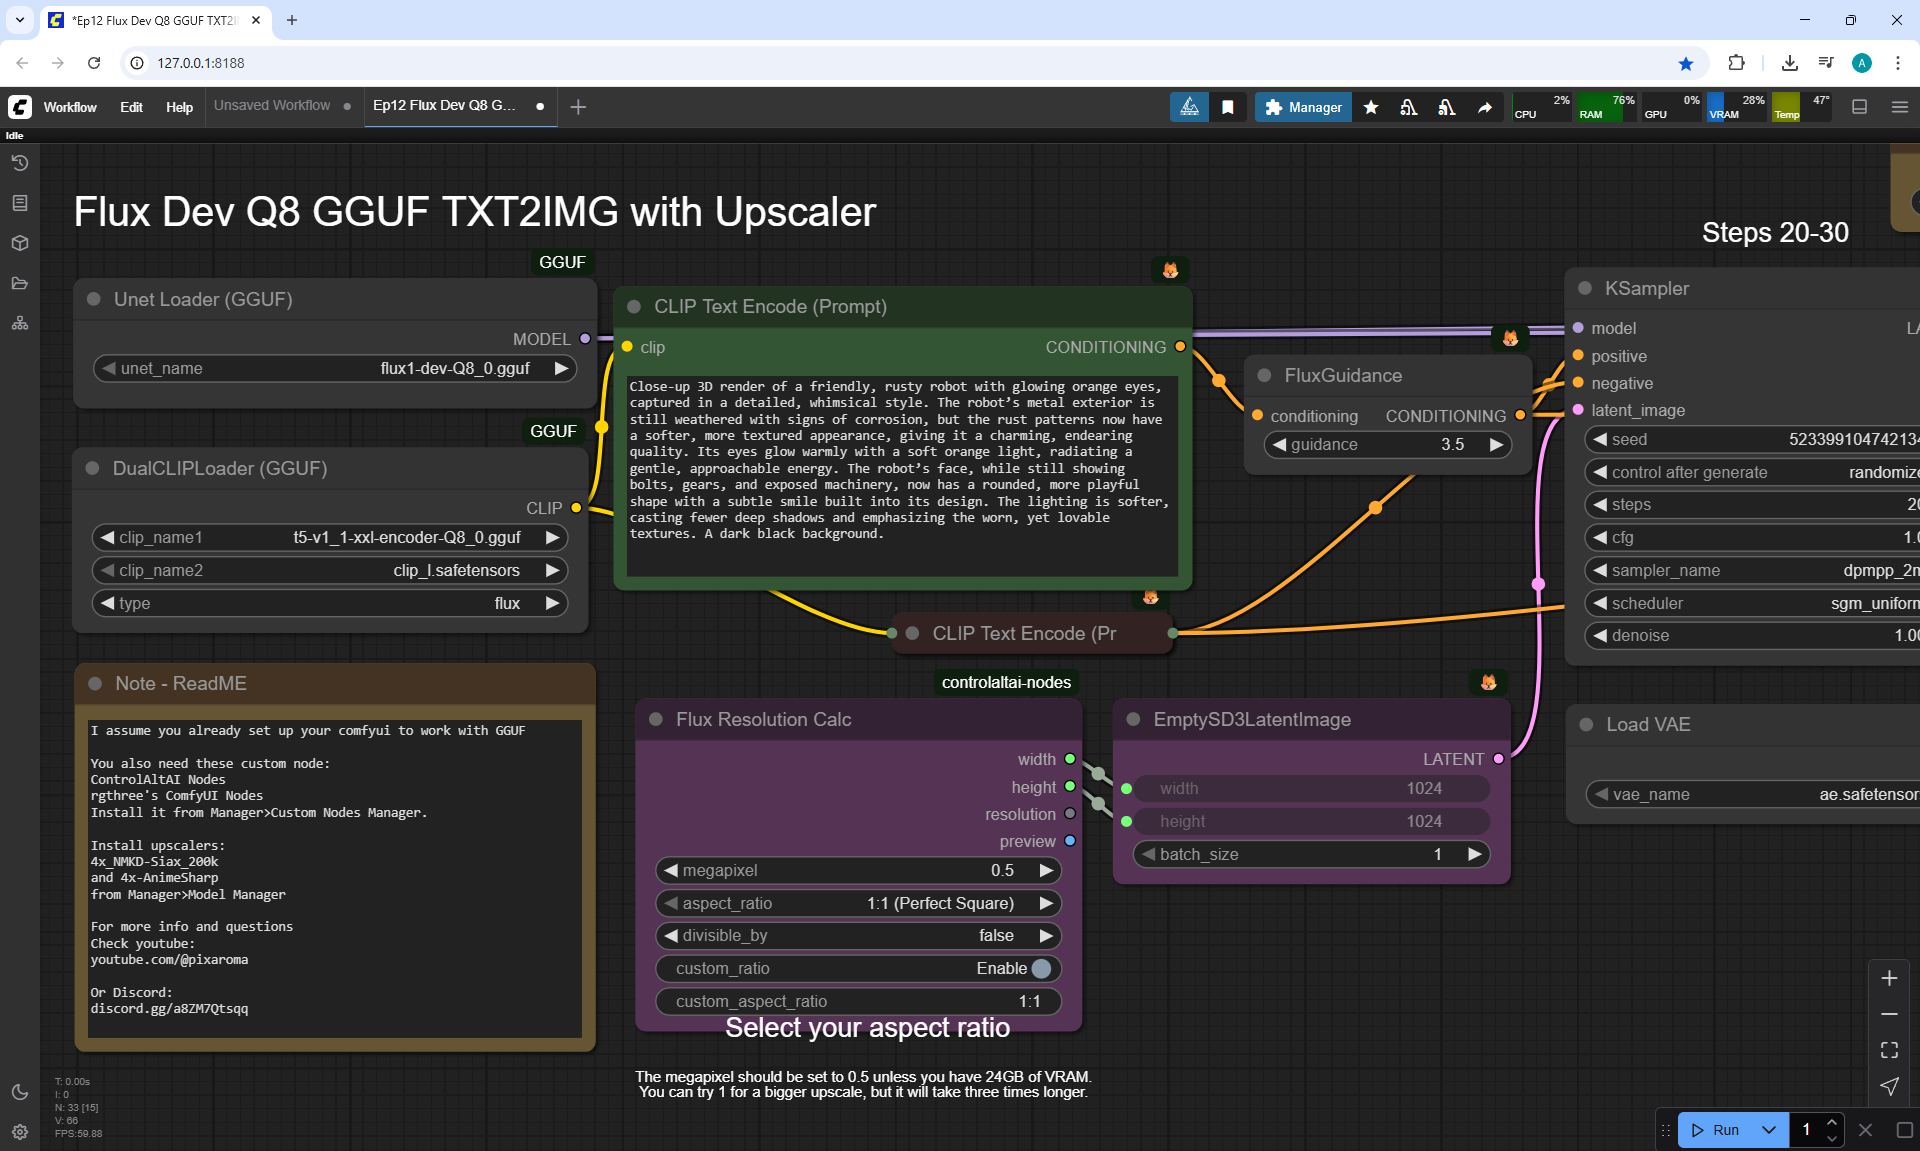 *Ep12 Flux Dev Q8 GGUF TXT2I
127.0.0.1:8188
A
Workflow
Edit
Help
Unsaved Workflow
Ep12 Flux Dev Q8 G...
Manager
CPU 2%
RAM 76%
GPU 0%
VRAM 28%
Temp 47°
Idle
Flux Dev Q8 GGUF TXT2IMG with Upscaler
Steps 20-30
GGUF
Unet Loader (GGUF)
MODEL
unet_name flux1-dev-Q8_0.gguf
GGUF
DualCLIPLoader (GGUF)
CLIP
clip_name1 t5-v1_1-xxl-encoder-Q8_0.gguf
clip_name2 clip_l.safetensors
type flux
CLIP Text Encode (Prompt)
clip CONDITIONING
Close-up 3D render of a friendly, rusty robot with glowing orange eyes,
captured in a detailed, whimsical style. The robot’s metal exterior is
still weathered with signs of corrosion, but the rust patterns now have
a softer, more textured appearance, giving it a charming, endearing
quality. Its eyes glow warmly with a soft orange light, radiating a
gentle, approachable energy. The robot’s face, while still showing
bolts, gears, and exposed machinery, now has a rounded, more playful
shape with a subtle smile built into its design. The lighting is softer,
casting fewer deep shadows and emphasizing the worn, yet lovable
textures. A dark black background.
CLIP Text Encode (Pr
FluxGuidance
conditioning CONDITIONING
guidance 3.5
KSampler
model LA
positive
negative
latent_image
seed 523399104742134
control after generate randomize
steps 20
cfg 1.0
sampler_name dpmpp_2m
scheduler sgm_uniform
denoise 1.00
Note - ReadME
I assume you already set up your comfyui to work with GGUF
You also need these custom node:
ControlAltAI Nodes
rgthree's ComfyUI Nodes
Install it from Manager>Custom Nodes Manager.
Install upscalers:
4x_NMKD-Siax_200k
and 4x-AnimeSharp
from Manager>Model Manager
For more info and questions
Check youtube:
youtube.com/@pixaroma
Or Discord:
discord.gg/a8ZM7Qtsqq
controlaltai-nodes
Flux Resolution Calc
width
height
resolution
preview
megapixel 0.5
aspect_ratio 1:1 (Perfect Square)
divisible_by false
custom_ratio Enable
custom_aspect_ratio 1:1
Select your aspect ratio
The megapixel should be set to 0.5 unless you have 24GB of VRAM.
You can try 1 for a bigger upscale, but it will take three times longer.
EmptySD3LatentImage
LATENT
width 1024
height 1024
batch_size 1
Load VAE
vae_name ae.safetensor
T: 0.00s
I: 0
N: 33 [15]
V: 66
FPS:59.88
Run
1